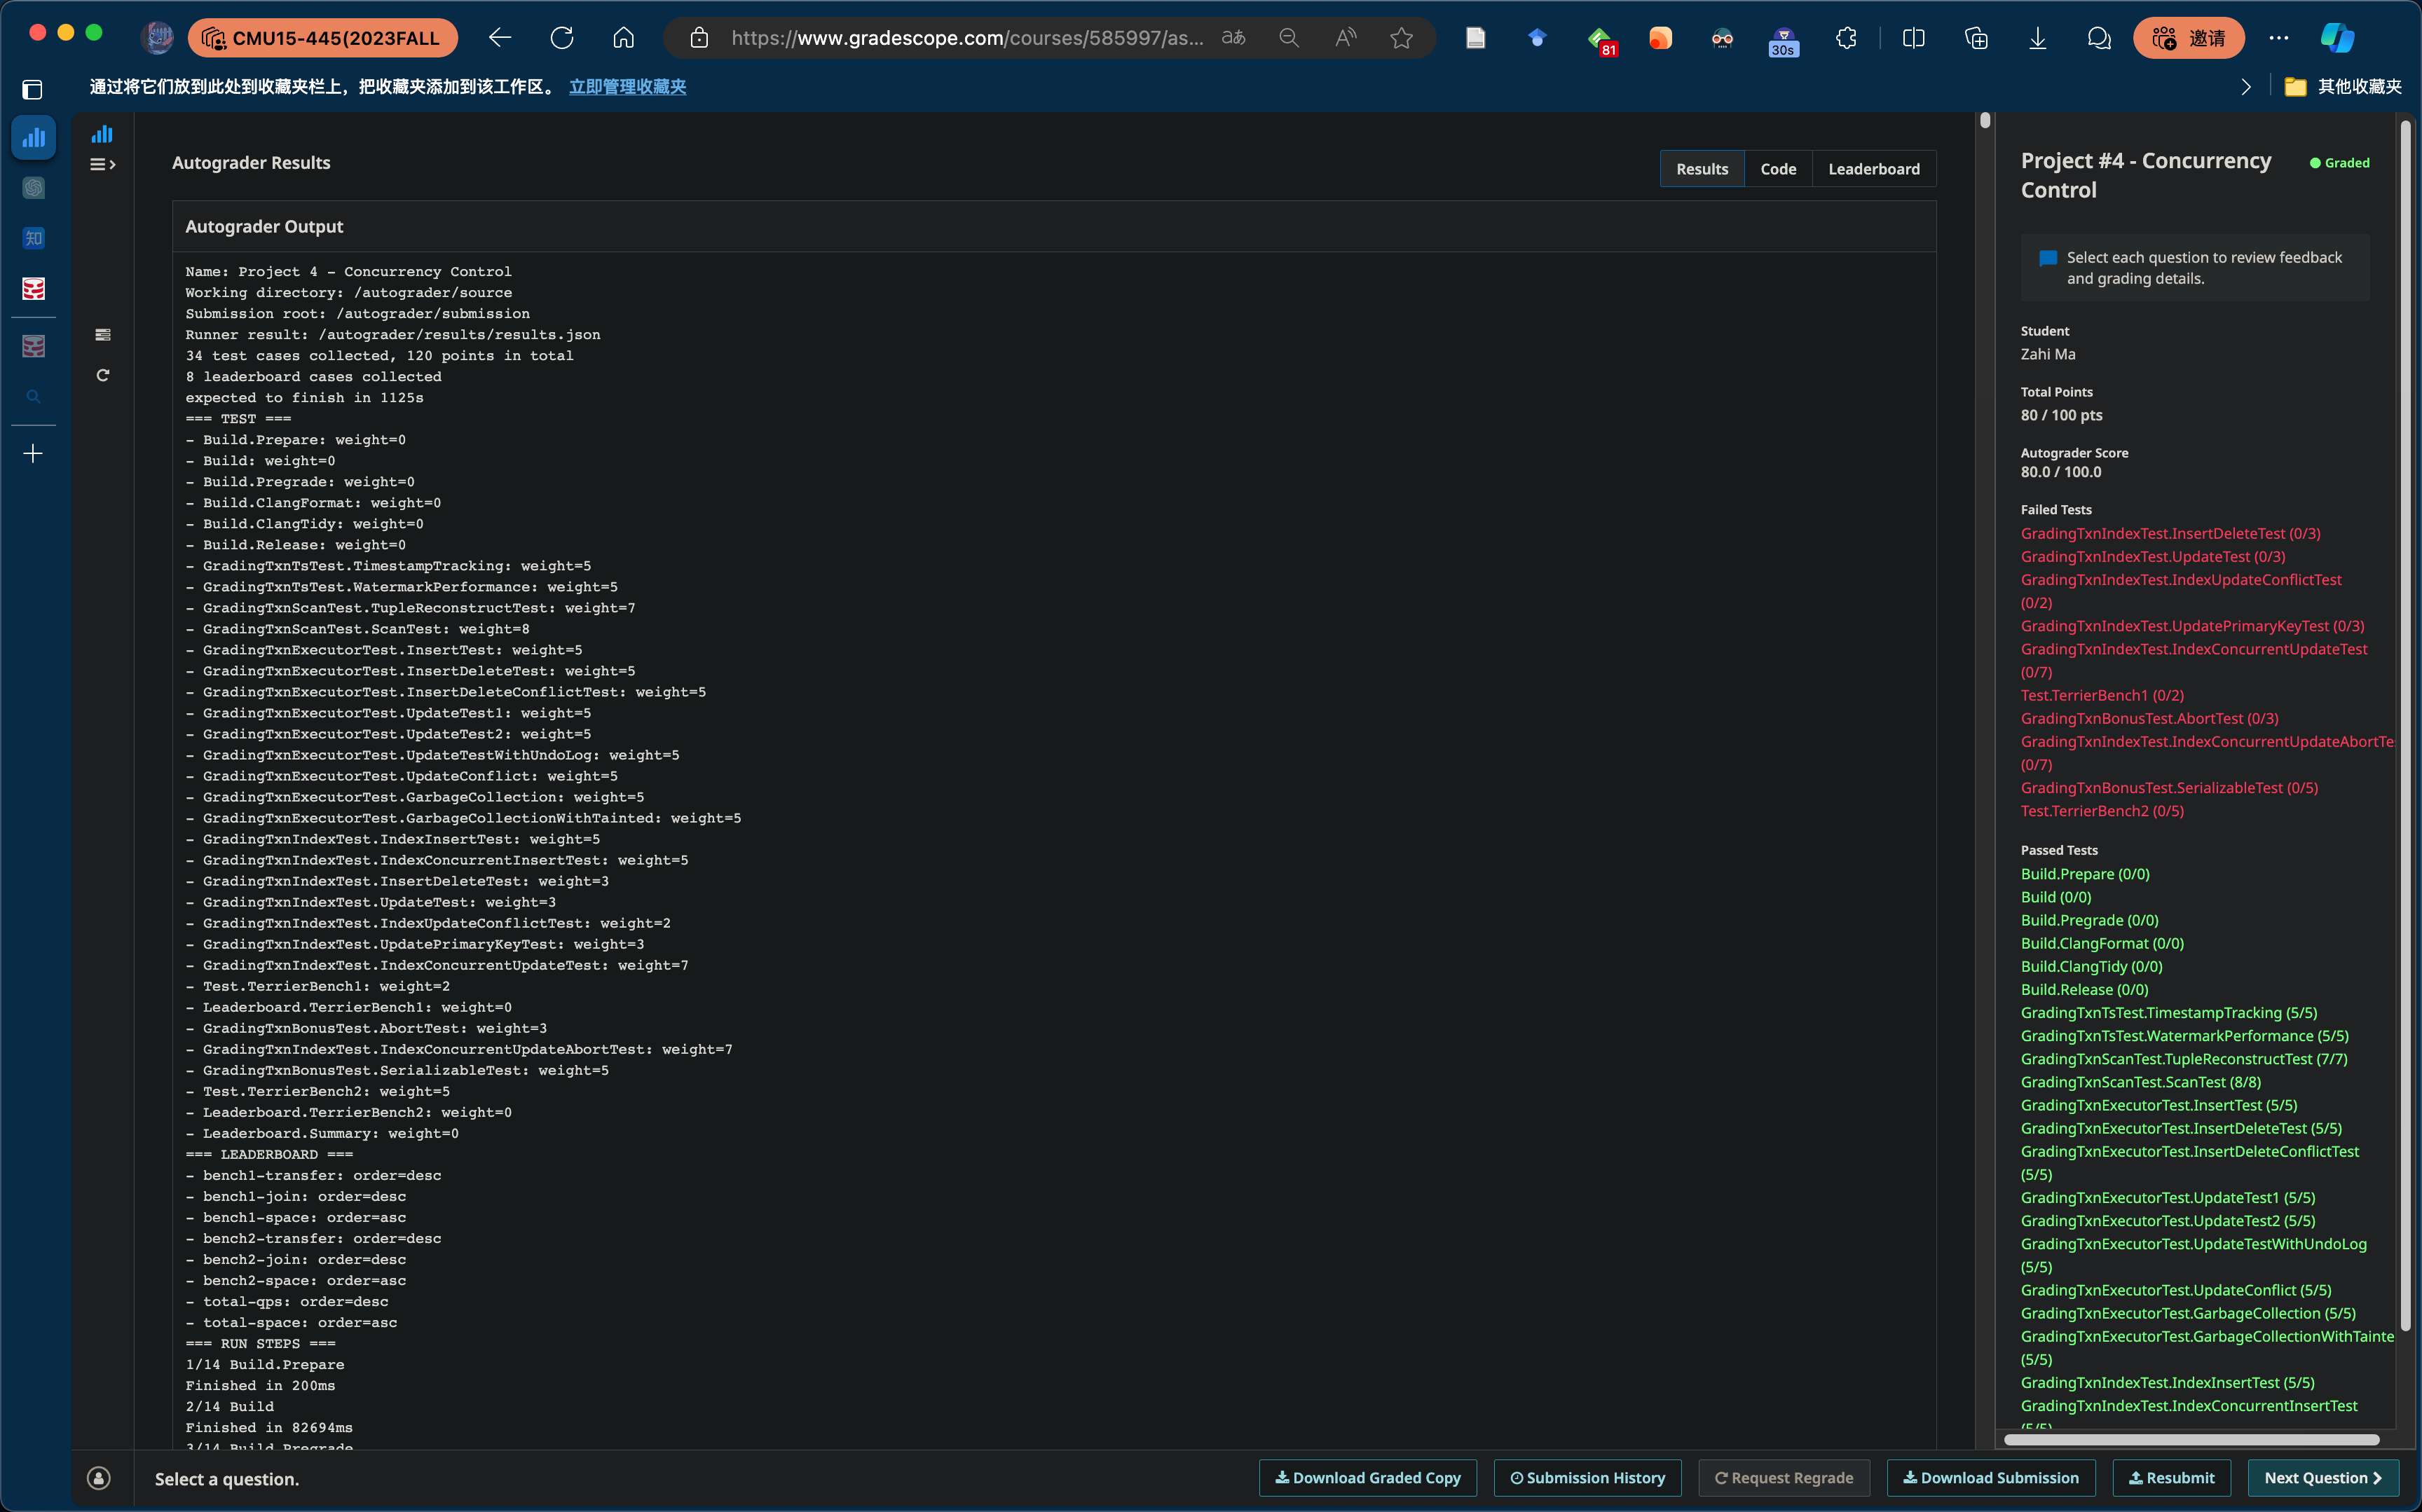 CMU15-445(2023FALL
https://www.gradescope.com/courses/585997/as...
81
30s
邀请
通过将它们放到此处到收藏夹栏上，把收藏夹添加到该工作区。 立即管理收藏夹
其他收藏夹
知
Autograder Results
Results
Code
Leaderboard
Autograder Output
Name: Project 4 - Concurrency Control
Working directory: /autograder/source
Submission root: /autograder/submission
Runner result: /autograder/results/results.json
34 test cases collected, 120 points in total
8 leaderboard cases collected
expected to finish in 1125s
=== TEST ===
- Build.Prepare: weight=0
- Build: weight=0
- Build.Pregrade: weight=0
- Build.ClangFormat: weight=0
- Build.ClangTidy: weight=0
- Build.Release: weight=0
- GradingTxnTsTest.TimestampTracking: weight=5
- GradingTxnTsTest.WatermarkPerformance: weight=5
- GradingTxnScanTest.TupleReconstructTest: weight=7
- GradingTxnScanTest.ScanTest: weight=8
- GradingTxnExecutorTest.InsertTest: weight=5
- GradingTxnExecutorTest.InsertDeleteTest: weight=5
- GradingTxnExecutorTest.InsertDeleteConflictTest: weight=5
- GradingTxnExecutorTest.UpdateTest1: weight=5
- GradingTxnExecutorTest.UpdateTest2: weight=5
- GradingTxnExecutorTest.UpdateTestWithUndoLog: weight=5
- GradingTxnExecutorTest.UpdateConflict: weight=5
- GradingTxnExecutorTest.GarbageCollection: weight=5
- GradingTxnExecutorTest.GarbageCollectionWithTainted: weight=5
- GradingTxnIndexTest.IndexInsertTest: weight=5
- GradingTxnIndexTest.IndexConcurrentInsertTest: weight=5
- GradingTxnIndexTest.InsertDeleteTest: weight=3
- GradingTxnIndexTest.UpdateTest: weight=3
- GradingTxnIndexTest.IndexUpdateConflictTest: weight=2
- GradingTxnIndexTest.UpdatePrimaryKeyTest: weight=3
- GradingTxnIndexTest.IndexConcurrentUpdateTest: weight=7
- Test.TerrierBench1: weight=2
- Leaderboard.TerrierBench1: weight=0
- GradingTxnBonusTest.AbortTest: weight=3
- GradingTxnIndexTest.IndexConcurrentUpdateAbortTest: weight=7
- GradingTxnBonusTest.SerializableTest: weight=5
- Test.TerrierBench2: weight=5
- Leaderboard.TerrierBench2: weight=0
- Leaderboard.Summary: weight=0
=== LEADERBOARD ===
- bench1-transfer: order=desc
- bench1-join: order=desc
- bench1-space: order=asc
- bench2-transfer: order=desc
- bench2-join: order=desc
- bench2-space: order=asc
- total-qps: order=desc
- total-space: order=asc
=== RUN STEPS ===
1/14 Build.Prepare
Finished in 200ms
2/14 Build
Finished in 82694ms
3/14 Build.Pregrade
Project #4 - Concurrency
Control
Graded
Select each question to review feedback
and grading details.
Student
Zahi Ma
Total Points
80 / 100 pts
Autograder Score
80.0 / 100.0
Failed Tests
GradingTxnIndexTest.InsertDeleteTest (0/3)
GradingTxnIndexTest.UpdateTest (0/3)
GradingTxnIndexTest.IndexUpdateConflictTest
(0/2)
GradingTxnIndexTest.UpdatePrimaryKeyTest (0/3)
GradingTxnIndexTest.IndexConcurrentUpdateTest
(0/7)
Test.TerrierBench1 (0/2)
GradingTxnBonusTest.AbortTest (0/3)
GradingTxnIndexTest.IndexConcurrentUpdateAbortTe
(0/7)
GradingTxnBonusTest.SerializableTest (0/5)
Test.TerrierBench2 (0/5)
Passed Tests
Build.Prepare (0/0)
Build (0/0)
Build.Pregrade (0/0)
Build.ClangFormat (0/0)
Build.ClangTidy (0/0)
Build.Release (0/0)
GradingTxnTsTest.TimestampTracking (5/5)
GradingTxnTsTest.WatermarkPerformance (5/5)
GradingTxnScanTest.TupleReconstructTest (7/7)
GradingTxnScanTest.ScanTest (8/8)
GradingTxnExecutorTest.InsertTest (5/5)
GradingTxnExecutorTest.InsertDeleteTest (5/5)
GradingTxnExecutorTest.InsertDeleteConflictTest
(5/5)
GradingTxnExecutorTest.UpdateTest1 (5/5)
GradingTxnExecutorTest.UpdateTest2 (5/5)
GradingTxnExecutorTest.UpdateTestWithUndoLog
(5/5)
GradingTxnExecutorTest.UpdateConflict (5/5)
GradingTxnExecutorTest.GarbageCollection (5/5)
GradingTxnExecutorTest.GarbageCollectionWithTainte
(5/5)
GradingTxnIndexTest.IndexInsertTest (5/5)
GradingTxnIndexTest.IndexConcurrentInsertTest
(5/5)
Select a question.
Download Graded Copy
Submission History
Request Regrade
Download Submission
Resubmit
Next Question